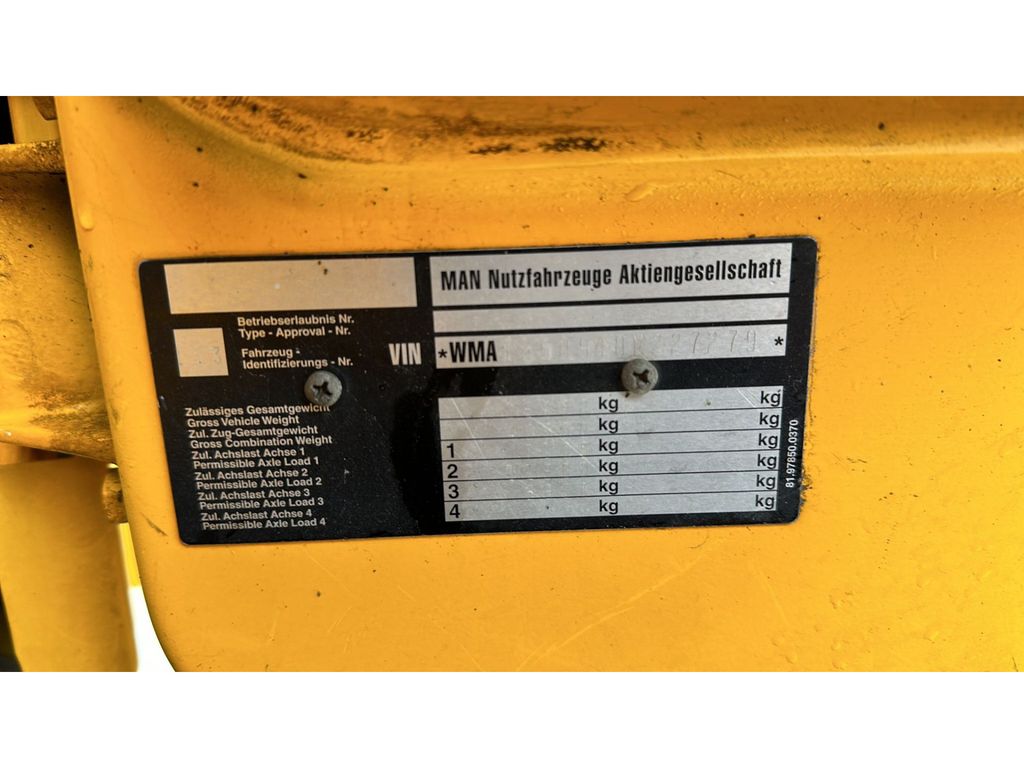 MAN Nutzfahrzeuge Aktiengesellschaft
Betriebserlaubnis Nr.
Type - Approval - Nr.
3
Fahrzeug -
Identifizierungs - Nr.
VIN
*WMA
*
Zulässiges Gesamtgewicht
Gross Vehicle Weight
Zul. Zug-Gesamtgewicht
Gross Combination Weight
Zul. Achslast Achse 1
Permissible Axle Load 1
Zul. Achslast Achse 2
Permissible Axle Load 2
Zul. Achslast Achse 3
Permissible Axle Load 3
Zul. Achslast Achse 4
Permissible Axle Load 4
kg kg
kg kg
1 kg kg
2 kg kg
3 kg kg
4 kg kg
81.97850.0370